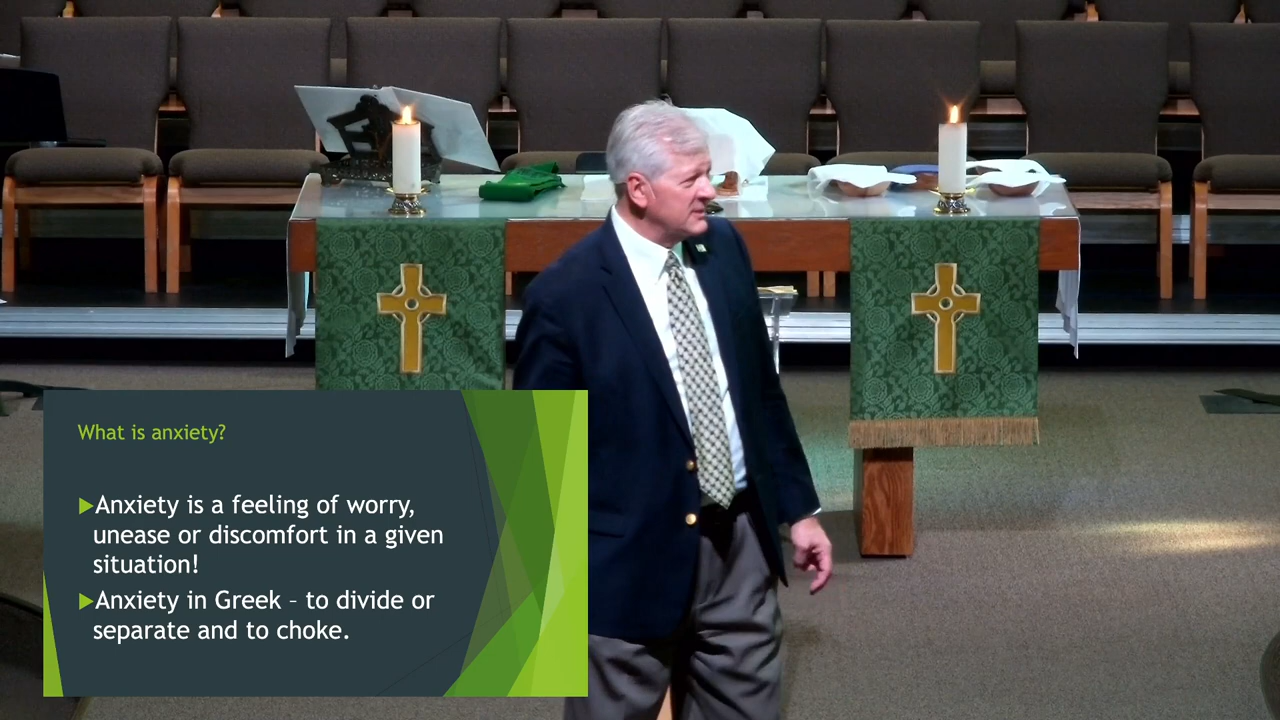 What is anxiety?
Anxiety is a feeling of worry,
unease or discomfort in a given
situation!
Anxiety in Greek – to divide or
separate and to choke.